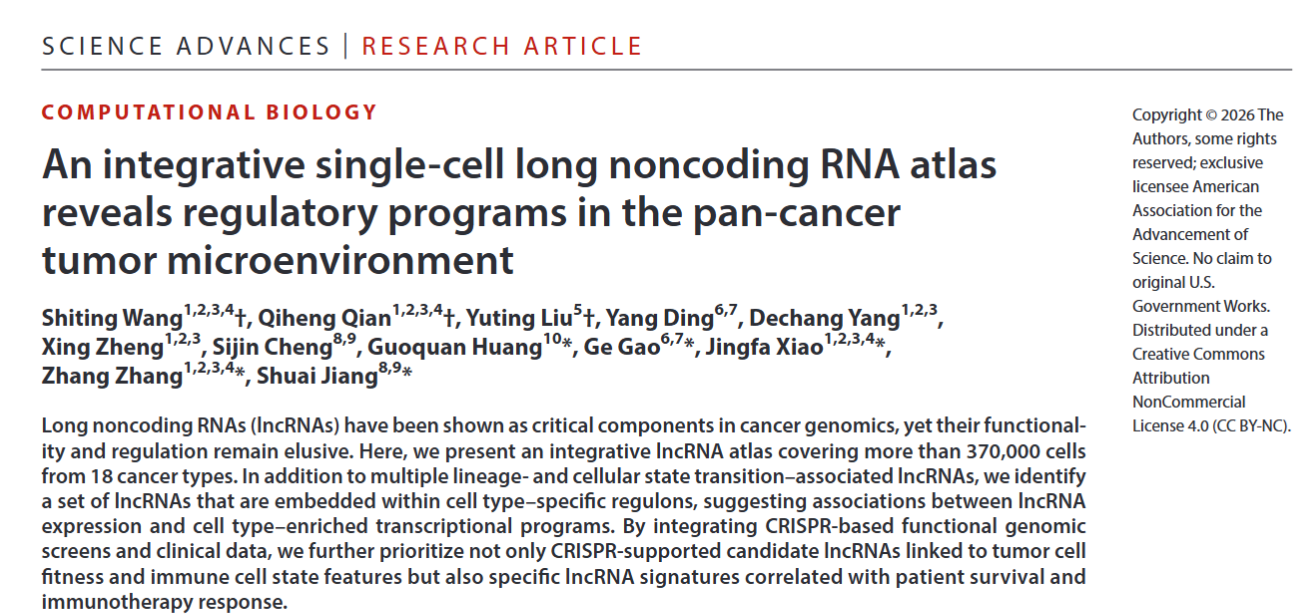 SCIENCE ADVANCES | RESEARCH ARTICLE
COMPUTATIONAL BIOLOGY
An integrative single-cell long noncoding RNA atlas
reveals regulatory programs in the pan-cancer
tumor microenvironment
Shiting Wang1,2,3,4†, Qiheng Qian1,2,3,4†, Yuting Liu5†, Yang Ding6,7, Dechang Yang1,2,3,
Xing Zheng1,2,3, Sijin Cheng8,9, Guoquan Huang10*, Ge Gao6,7*, Jingfa Xiao1,2,3,4*,
Zhang Zhang1,2,3,4*, Shuai Jiang8,9*
Long noncoding RNAs (lncRNAs) have been shown as critical components in cancer genomics, yet their functional-
ity and regulation remain elusive. Here, we present an integrative lncRNA atlas covering more than 370,000 cells
from 18 cancer types. In addition to multiple lineage- and cellular state transition–associated lncRNAs, we identify
a set of lncRNAs that are embedded within cell type–specific regulons, suggesting associations between lncRNA
expression and cell type–enriched transcriptional programs. By integrating CRISPR-based functional genomic
screens and clinical data, we further prioritize not only CRISPR-supported candidate lncRNAs linked to tumor cell
fitness and immune cell state features but also specific lncRNA signatures correlated with patient survival and
immunotherapy response.
Copyright © 2026 The
Authors, some rights
reserved; exclusive
licensee American
Association for the
Advancement of
Science. No claim to
original U.S.
Government Works.
Distributed under a
Creative Commons
Attribution
NonCommercial
License 4.0 (CC BY-NC).